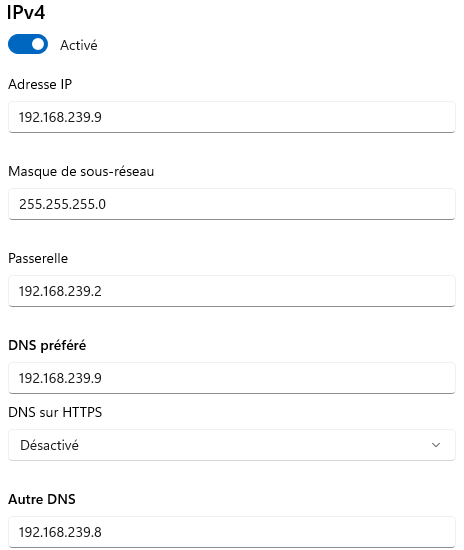 IPv4
Activé
Adresse IP
192.168.239.9
Masque de sous-réseau
255.255.255.0
Passerelle
192.168.239.2
DNS préféré
192.168.239.9
DNS sur HTTPS
Désactivé
Autre DNS
192.168.239.8